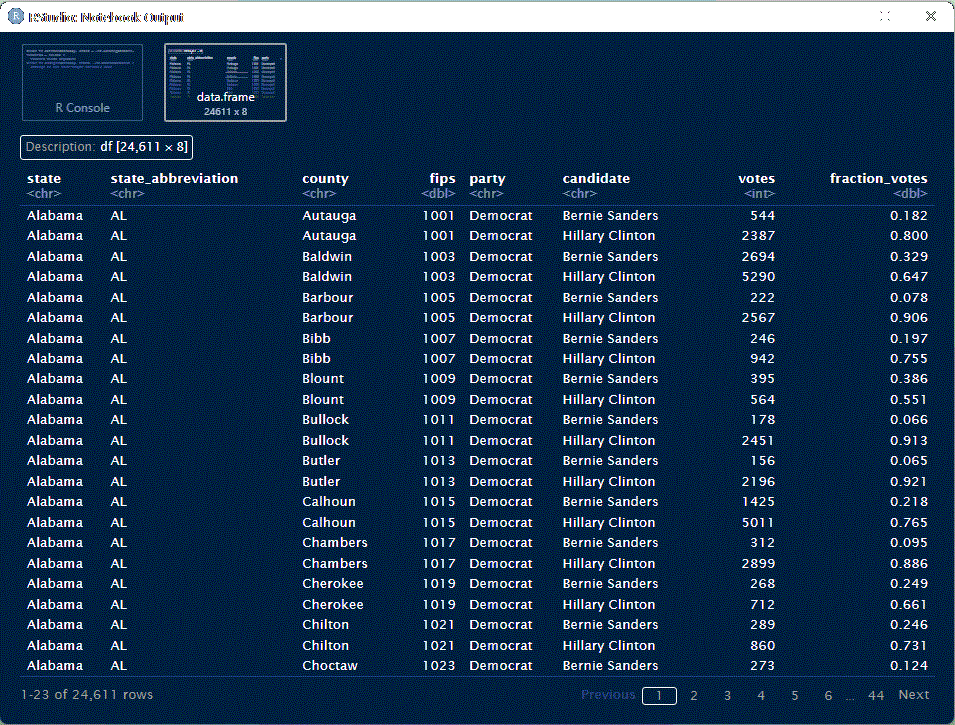 RStudio: Notebook Output
R Console
data.frame
24611 x 8
Description: df [24,611 × 8]
state state_abbreviation county fips party candidate votes fraction_votes
<chr> <chr> <chr> <dbl> <chr> <chr> <int> <dbl>
Alabama AL Autauga 1001 Democrat Bernie Sanders 544 0.182
Alabama AL Autauga 1001 Democrat Hillary Clinton 2387 0.800
Alabama AL Baldwin 1003 Democrat Bernie Sanders 2694 0.329
Alabama AL Baldwin 1003 Democrat Hillary Clinton 5290 0.647
Alabama AL Barbour 1005 Democrat Bernie Sanders 222 0.078
Alabama AL Barbour 1005 Democrat Hillary Clinton 2567 0.906
Alabama AL Bibb 1007 Democrat Bernie Sanders 246 0.197
Alabama AL Bibb 1007 Democrat Hillary Clinton 942 0.755
Alabama AL Blount 1009 Democrat Bernie Sanders 395 0.386
Alabama AL Blount 1009 Democrat Hillary Clinton 564 0.551
Alabama AL Bullock 1011 Democrat Bernie Sanders 178 0.066
Alabama AL Bullock 1011 Democrat Hillary Clinton 2451 0.913
Alabama AL Butler 1013 Democrat Bernie Sanders 156 0.065
Alabama AL Butler 1013 Democrat Hillary Clinton 2196 0.921
Alabama AL Calhoun 1015 Democrat Bernie Sanders 1425 0.218
Alabama AL Calhoun 1015 Democrat Hillary Clinton 5011 0.765
Alabama AL Chambers 1017 Democrat Bernie Sanders 312 0.095
Alabama AL Chambers 1017 Democrat Hillary Clinton 2899 0.886
Alabama AL Cherokee 1019 Democrat Bernie Sanders 268 0.249
Alabama AL Cherokee 1019 Democrat Hillary Clinton 712 0.661
Alabama AL Chilton 1021 Democrat Bernie Sanders 289 0.246
Alabama AL Chilton 1021 Democrat Hillary Clinton 860 0.731
Alabama AL Choctaw 1023 Democrat Bernie Sanders 273 0.124
1-23 of 24,611 rows Previous 1 2 3 4 5 6 ... 44 Next